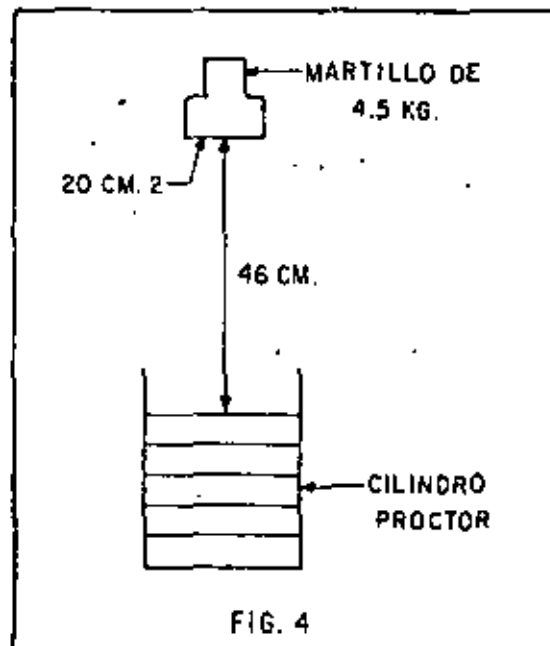 MARTILLO DE
4.5 KG.
20 CM. 2
46 CM.
CILINDRO
PROCTOR
FIG. 4